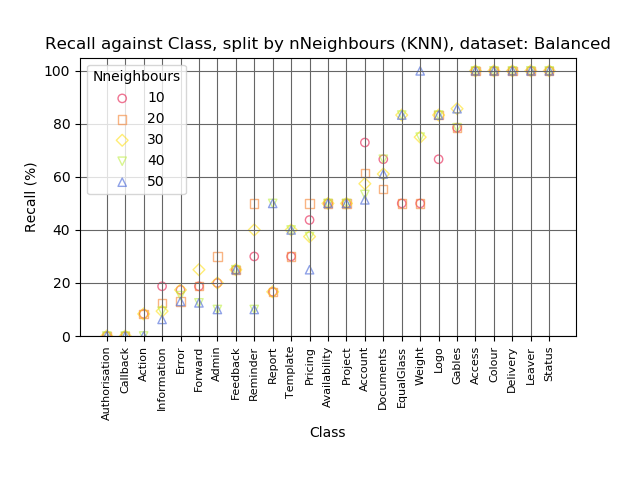 Recall against Class, split by nNeighbours (KNN), dataset: Balanced
100
80
60
40
20
0
Recall (%)
Nneighbours
10
20
30
40
50
Authorisation
Callback
Action
Information
Error
Forward
Admin
Feedback
Reminder
Report
Template
Pricing
Availability
Project
Account
Documents
EqualGlass
Weight
Logo
Gables
Access
Colour
Delivery
Leaver
Status
Class